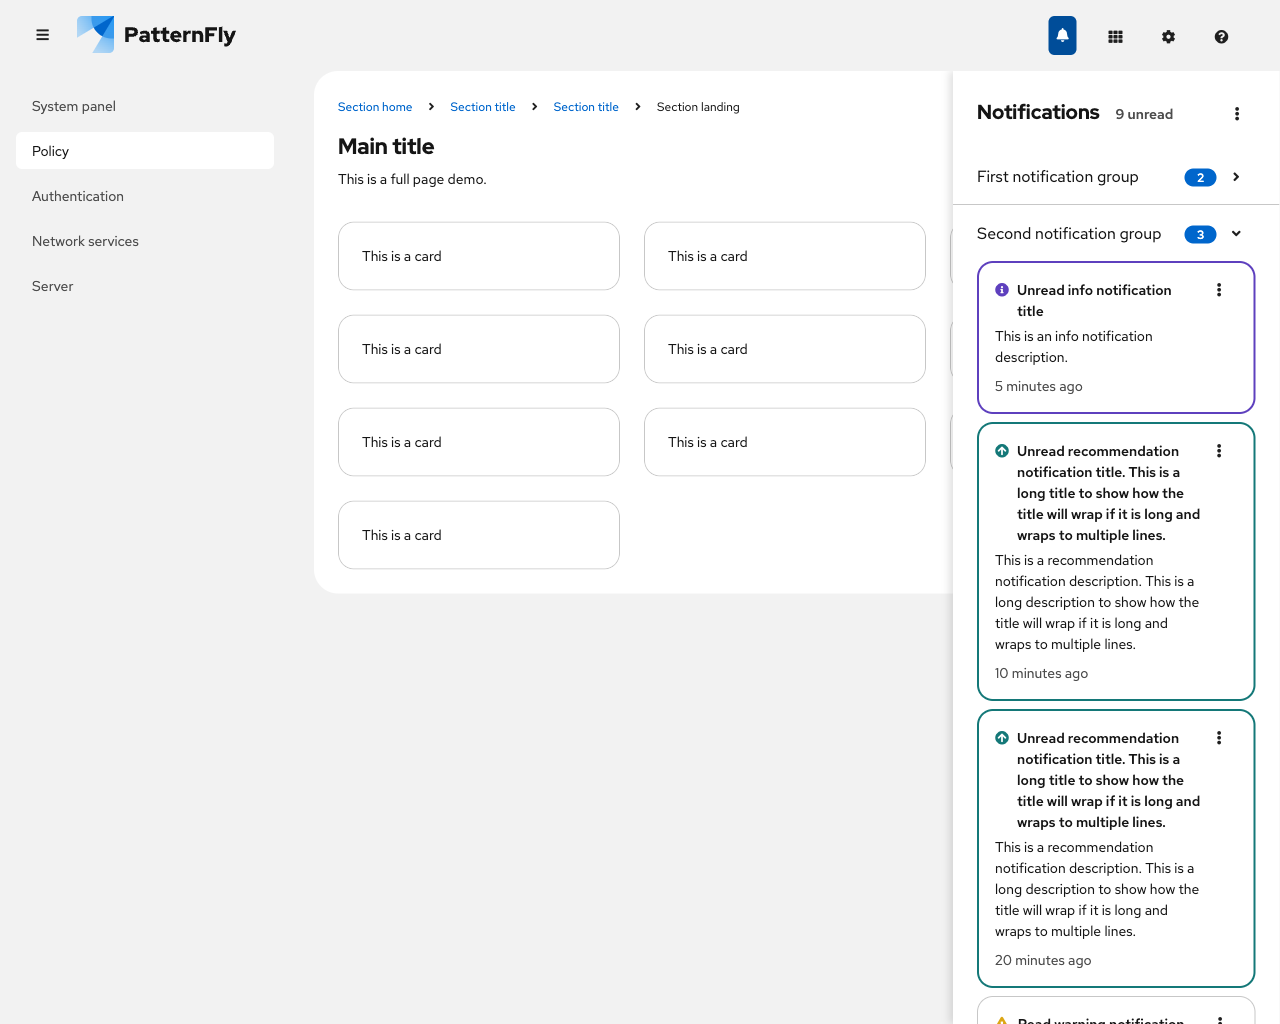 PatternFly
System panel
Policy
Authentication
Network services
Server
Section home
Section title
Section title
Section landing
Main title
This is a full page demo.
This is a card
This is a card
This is a card
This is a card
This is a card
This is a card
This is a card
Notifications
9 unread
First notification group
2
Second notification group
3
Unread info notification
title
This is an info notification
description.
5 minutes ago
Unread recommendation
notification title. This is a
long title to show how the
title will wrap if it is long and
wraps to multiple lines.
This is a recommendation
notification description. This is a
long description to show how the
title will wrap if it is long and
wraps to multiple lines.
10 minutes ago
Unread recommendation
notification title. This is a
long title to show how the
title will wrap if it is long and
wraps to multiple lines.
This is a recommendation
notification description. This is a
long description to show how the
title will wrap if it is long and
wraps to multiple lines.
20 minutes ago
Read warning notification